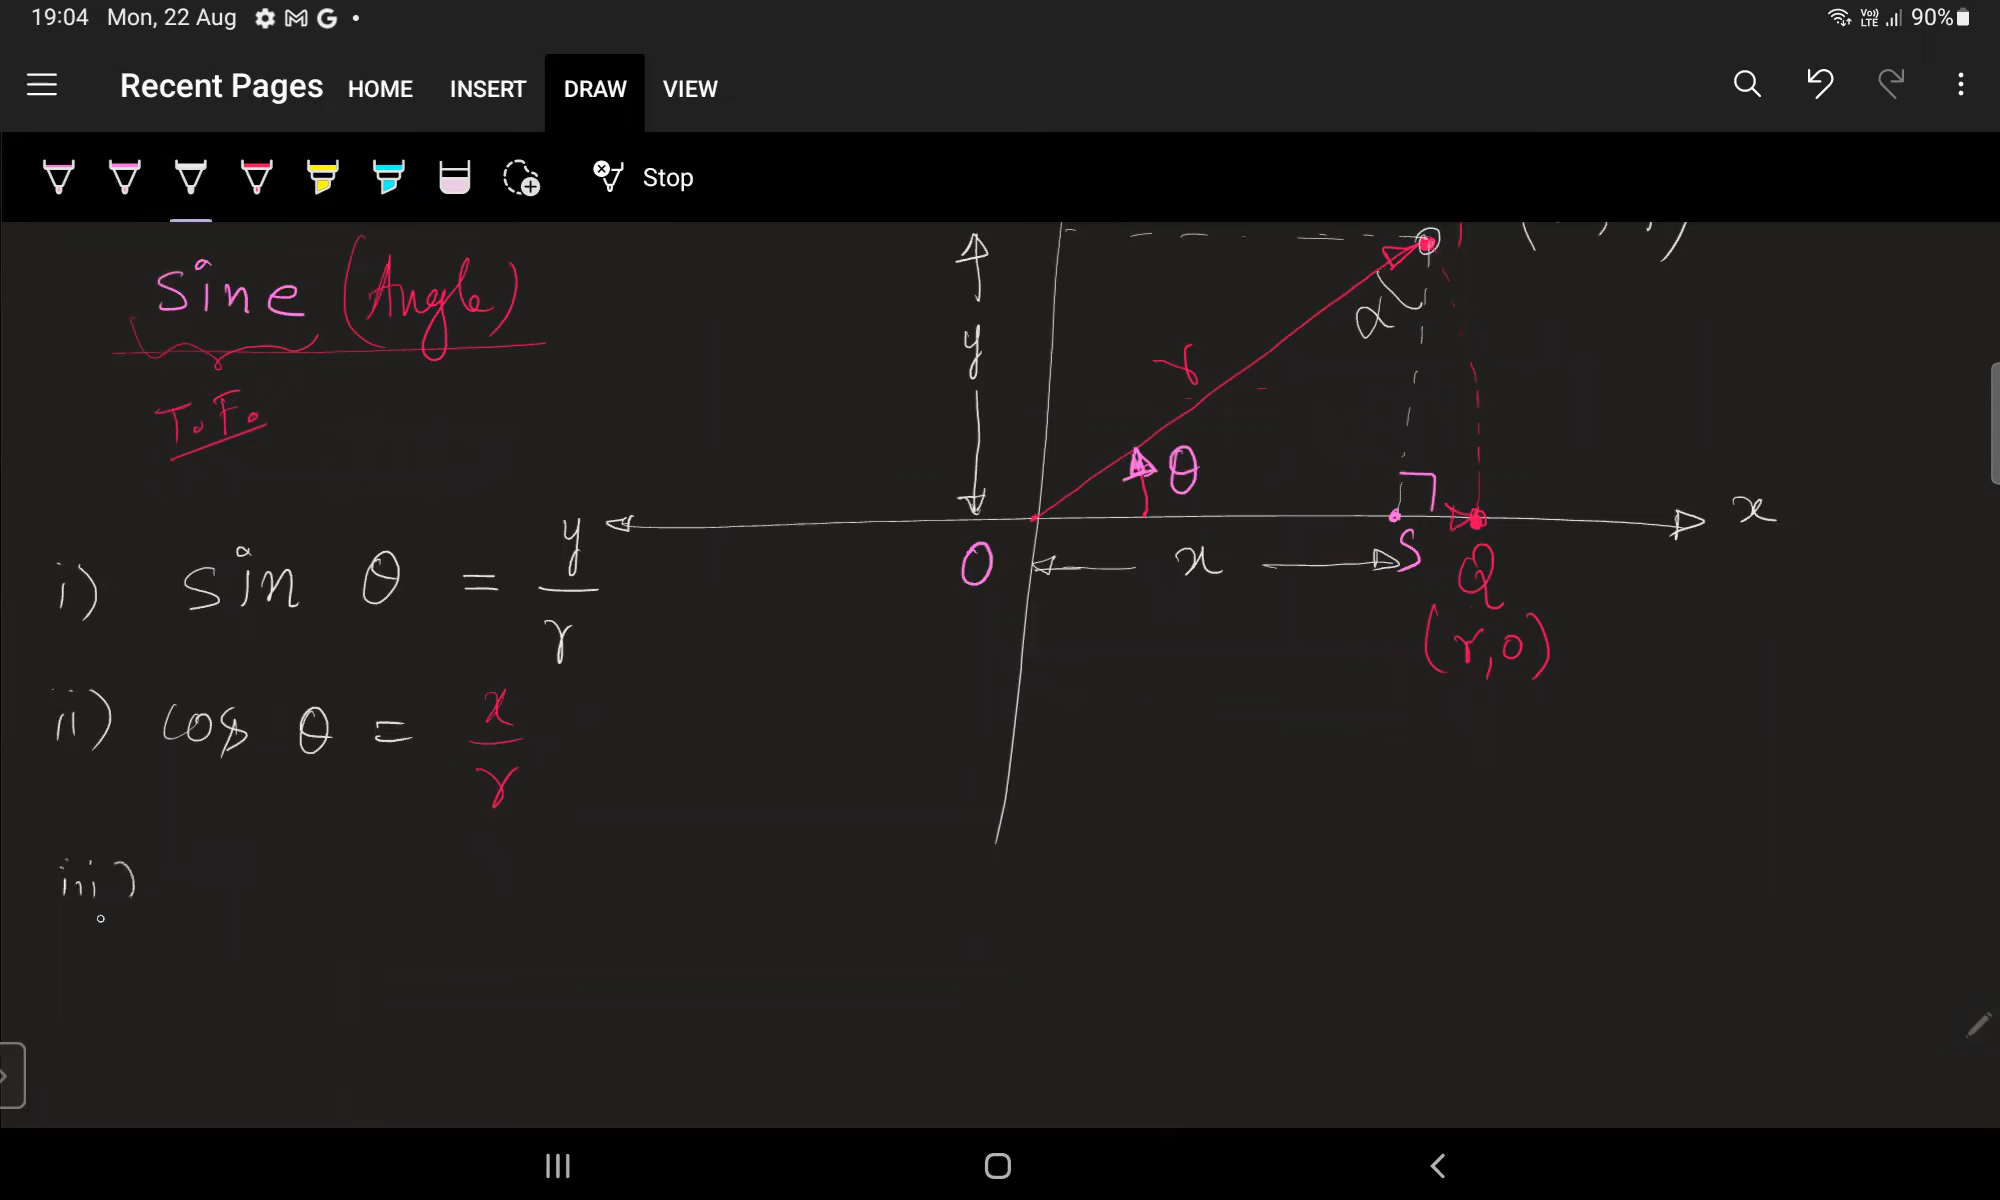 19:04 Mon, 22 Aug
VoLTE 90%
Recent Pages HOME INSERT DRAW VIEW
Stop
Sine (Angle)
T.F.
y
r
α
θ
x
O
x
S
Q
(r,0)
i) sin θ = y/r
ii) cos θ = x/r
iii)